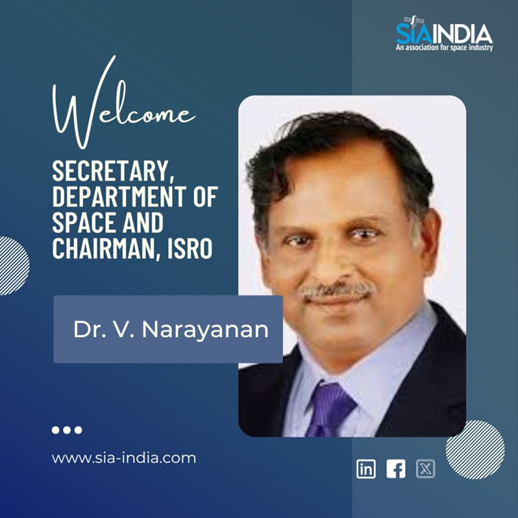 SIAINDIA
An association for space industry
Welcome
SECRETARY,
DEPARTMENT OF
SPACE AND
CHAIRMAN, ISRO
Dr. V. Narayanan
www.sia-india.com